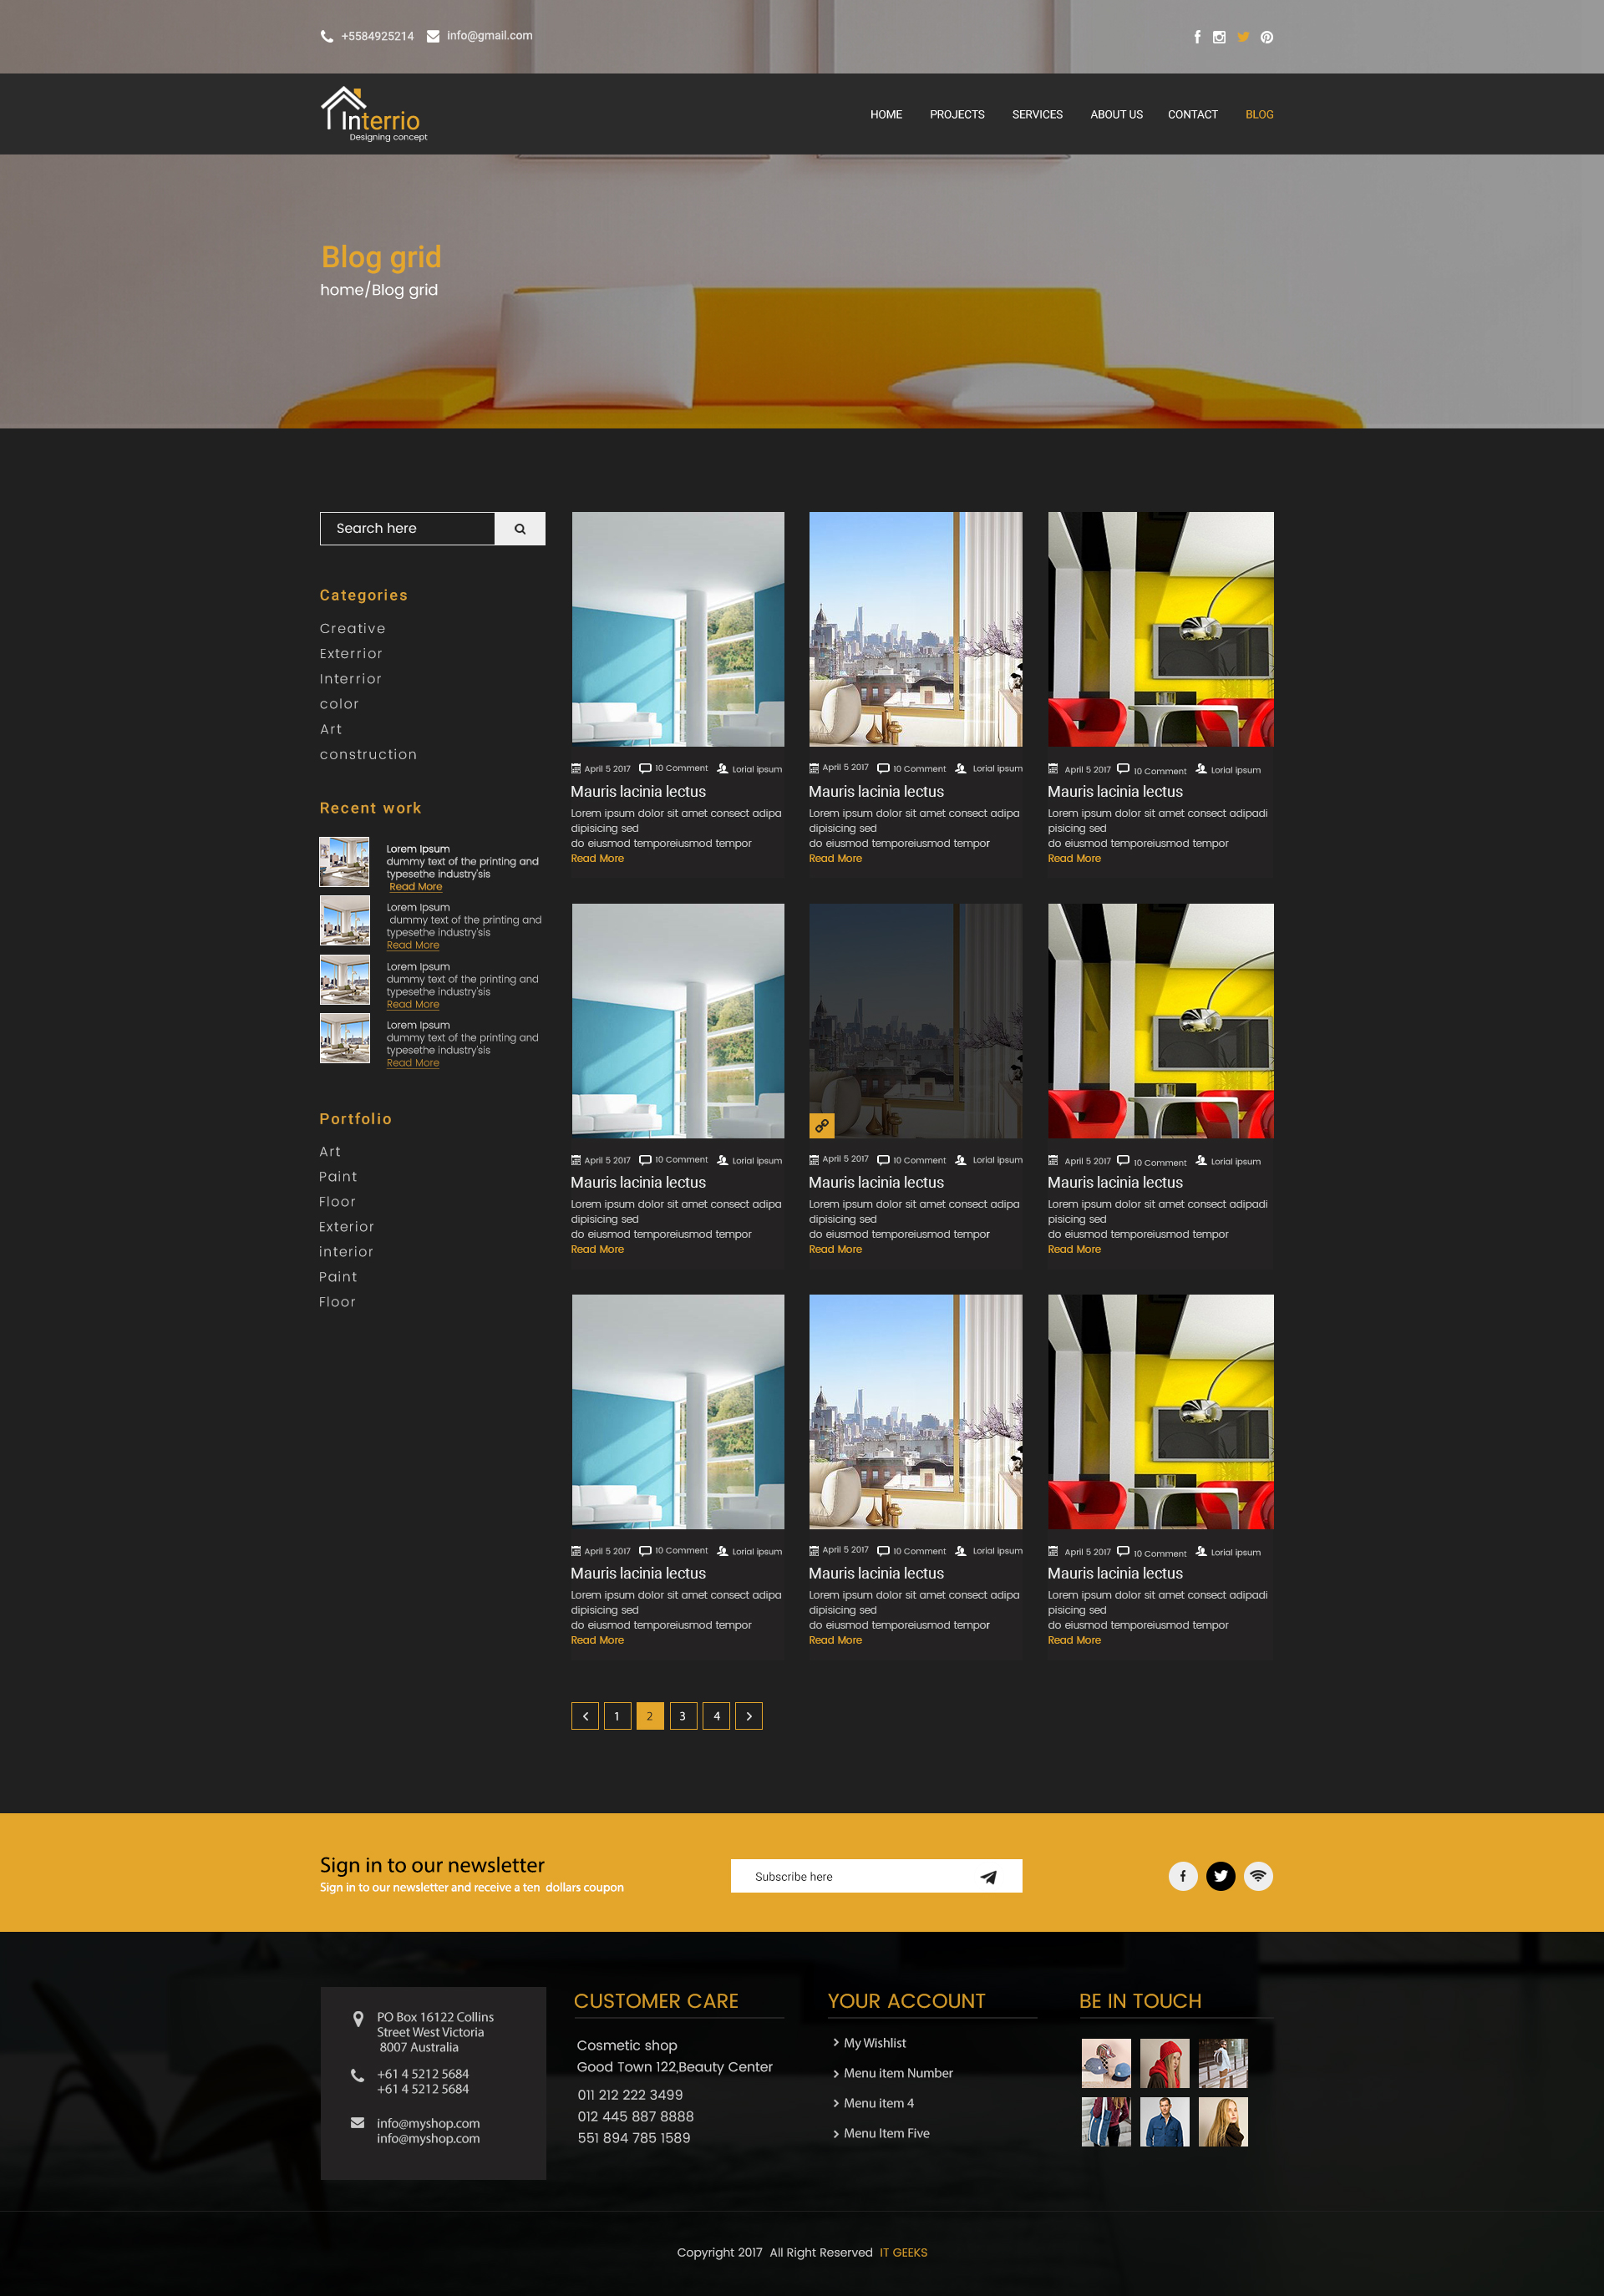 +5584925214
info@gmail.com
Interrio
Designing concept
HOME
PROJECTS
SERVICES
ABOUT US
CONTACT
BLOG
Blog grid
home/Blog grid
Search here
Categories
Creative
Exterrior
Interrior
color
Art
construction
Recent work
Lorem Ipsum
dummy text of the printing and
typesethe industry'sis
Read More
Lorem Ipsum
dummy text of the printing and
typesethe industry'sis
Read More
Lorem Ipsum
dummy text of the printing and
typesethe industry'sis
Read More
Lorem Ipsum
dummy text of the printing and
typesethe industry'sis
Read More
Portfolio
Art
Paint
Floor
Exterior
interior
Paint
Floor
April 5 2017 10 Comment Lorial ipsum
Mauris lacinia lectus
Lorem ipsum dolor sit amet consect adipa
dipisicing sed
do eiusmod temporeiusmod tempor
Read More
April 5 2017 10 Comment Lorial ipsum
Mauris lacinia lectus
Lorem ipsum dolor sit amet consect adipa
dipisicing sed
do eiusmod temporeiusmod tempor
Read More
April 5 2017 10 Comment Lorial ipsum
Mauris lacinia lectus
Lorem ipsum dolor sit amet consect adipadi
pisicing sed
do eiusmod temporeiusmod tempor
Read More
April 5 2017 10 Comment Lorial ipsum
Mauris lacinia lectus
Lorem ipsum dolor sit amet consect adipa
dipisicing sed
do eiusmod temporeiusmod tempor
Read More
April 5 2017 10 Comment Lorial ipsum
Mauris lacinia lectus
Lorem ipsum dolor sit amet consect adipa
dipisicing sed
do eiusmod temporeiusmod tempor
Read More
April 5 2017 10 Comment Lorial ipsum
Mauris lacinia lectus
Lorem ipsum dolor sit amet consect adipadi
pisicing sed
do eiusmod temporeiusmod tempor
Read More
April 5 2017 10 Comment Lorial ipsum
Mauris lacinia lectus
Lorem ipsum dolor sit amet consect adipa
dipisicing sed
do eiusmod temporeiusmod tempor
Read More
April 5 2017 10 Comment Lorial ipsum
Mauris lacinia lectus
Lorem ipsum dolor sit amet consect adipa
dipisicing sed
do eiusmod temporeiusmod tempor
Read More
April 5 2017 10 Comment Lorial ipsum
Mauris lacinia lectus
Lorem ipsum dolor sit amet consect adipadi
pisicing sed
do eiusmod temporeiusmod tempor
Read More
1 2 3 4
Sign in to our newsletter
Sign in to our newsletter and receive a ten dollars coupon
Subscribe here
PO Box 16122 Collins
Street West Victoria
8007 Australia
+61 4 5212 5684
+61 4 5212 5684
info@myshop.com
info@myshop.com
CUSTOMER CARE
Cosmetic shop
Good Town 122,Beauty Center
011 212 222 3499
012 445 887 8888
551 894 785 1589
YOUR ACCOUNT
My Wishlist
Menu item Number
Menu item 4
Menu Item Five
BE IN TOUCH
Copyright 2017 All Right Reserved IT GEEKS